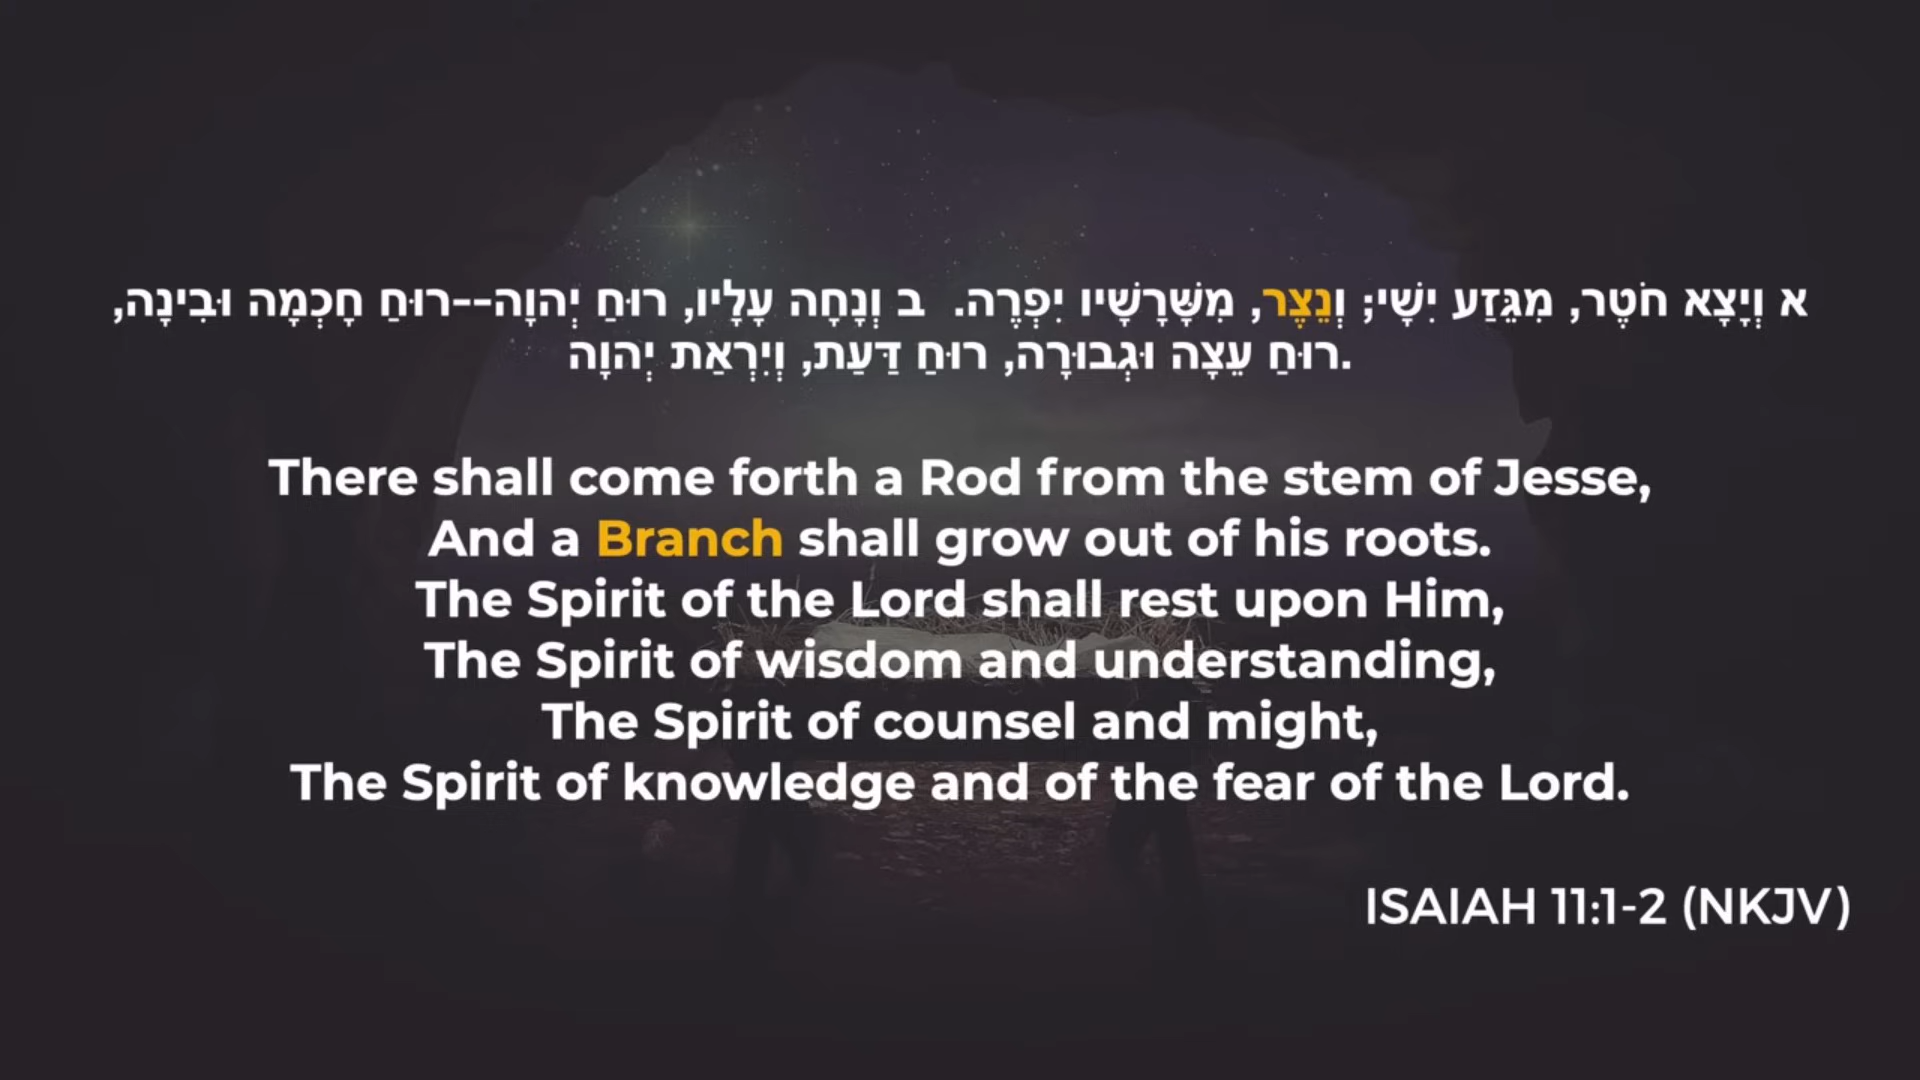 א וְיָצָא חֹטֶר, מִגֵּזַע יִשָׁי; וְנֵצֶר, מִשָּׁרָשָׁיו יִפְרֶה.  ב וְנָחָה עָלָיו, רוּחַ יְהוָה--רוּחַ חָכְמָה וּבִינָה,
רוּחַ עֵצָה וּגְבוּרָה, רוּחַ דַּעַת, וְיִרְאַת יְהוָה.
There shall come forth a Rod from the stem of Jesse,
And a Branch shall grow out of his roots.
The Spirit of the Lord shall rest upon Him,
The Spirit of wisdom and understanding,
The Spirit of counsel and might,
The Spirit of knowledge and of the fear of the Lord.
ISAIAH 11:1-2 (NKJV)